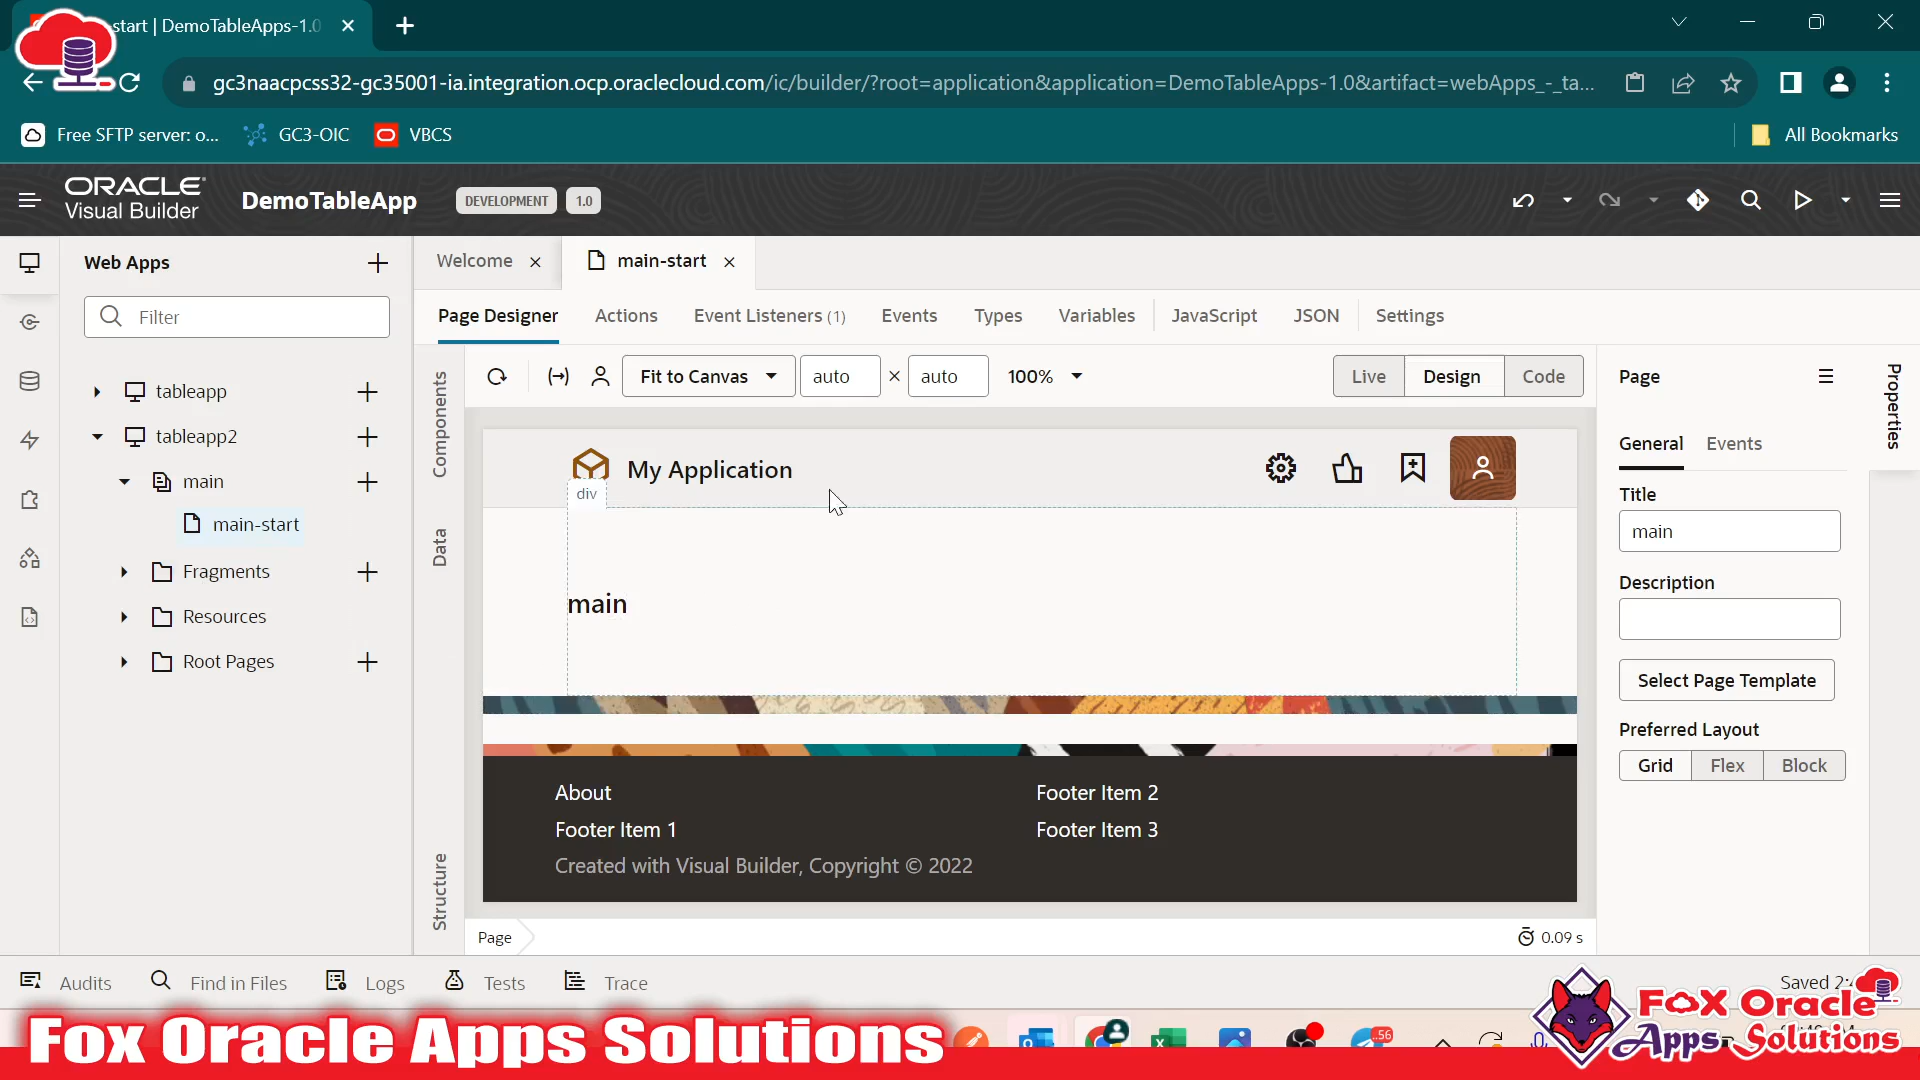 start | DemoTableApps-1.0
gc3naacpcss32-gc35001-ia.integration.ocp.oraclecloud.com/ic/builder/?root=application&application=DemoTableApps-1.0&artifact=webApps_-_ta...
Free SFTP server: o...
GC3-OIC
VBCS
All Bookmarks
ORACLE
Visual Builder
DemoTableApp
DEVELOPMENT
1.0
Web Apps
Welcome
main-start
Filter
Page Designer
Actions
Event Listeners (1)
Events
Types
Variables
JavaScript
JSON
Settings
tableapp
tableapp2
main
main-start
Fragments
Resources
Root Pages
Components
Data
Structure
Fit to Canvas
auto
×
auto
100%
Live
Design
Code
My Application
div
main
About
Footer Item 2
Footer Item 1
Footer Item 3
Created with Visual Builder, Copyright © 2022
Page
0.09 s
Page
Properties
General
Events
Title
main
Description
Select Page Template
Preferred Layout
Grid
Flex
Block
Audits
Find in Files
Logs
Tests
Trace
Saved 2:
Fox Oracle Apps Solutions
56
Fox Oracle
Apps Solutions